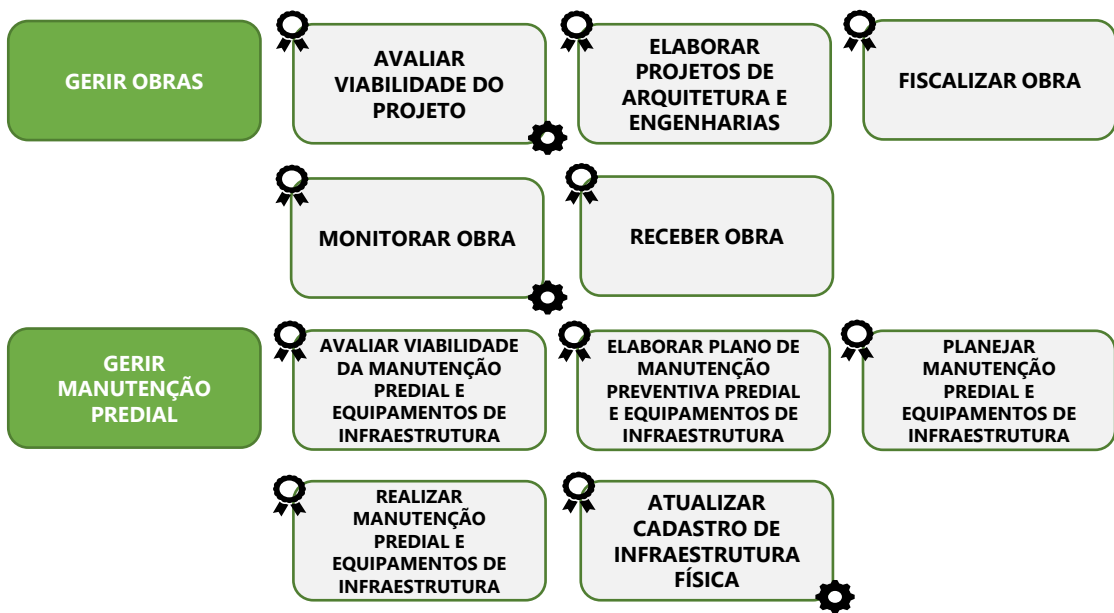 GERIR OBRAS
AVALIAR
VIABILIDADE DO
PROJETO
ELABORAR
PROJETOS DE
ARQUITETURA E
ENGENHARIAS
FISCALIZAR OBRA
MONITORAR OBRA
RECEBER OBRA
GERIR
MANUTENÇÃO
PREDIAL
AVALIAR VIABILIDADE
DA MANUTENÇÃO
PREDIAL E
EQUIPAMENTOS DE
INFRAESTRUTURA
ELABORAR PLANO DE
MANUTENÇÃO
PREVENTIVA PREDIAL
E EQUIPAMENTOS DE
INFRAESTRUTURA
PLANEJAR
MANUTENÇÃO
PREDIAL E
EQUIPAMENTOS DE
INFRAESTRUTURA
REALIZAR
MANUTENÇÃO
PREDIAL E
EQUIPAMENTOS DE
INFRAESTRUTURA
ATUALIZAR
CADASTRO DE
INFRAESTRUTURA
FÍSICA